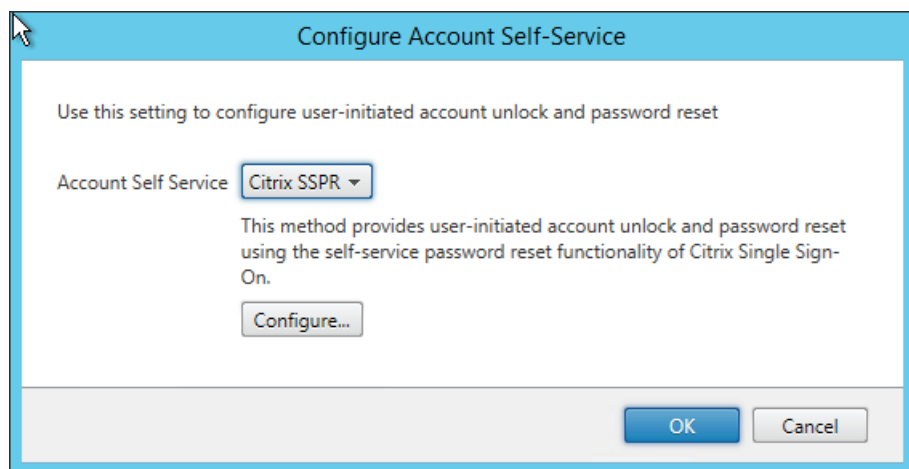 Configure Account Self-Service
Use this setting to configure user-initiated account unlock and password reset
Account Self Service Citrix SSPR
This method provides user-initiated account unlock and password reset
using the self-service password reset functionality of Citrix Single Sign-
On.
Configure...
OK Cancel